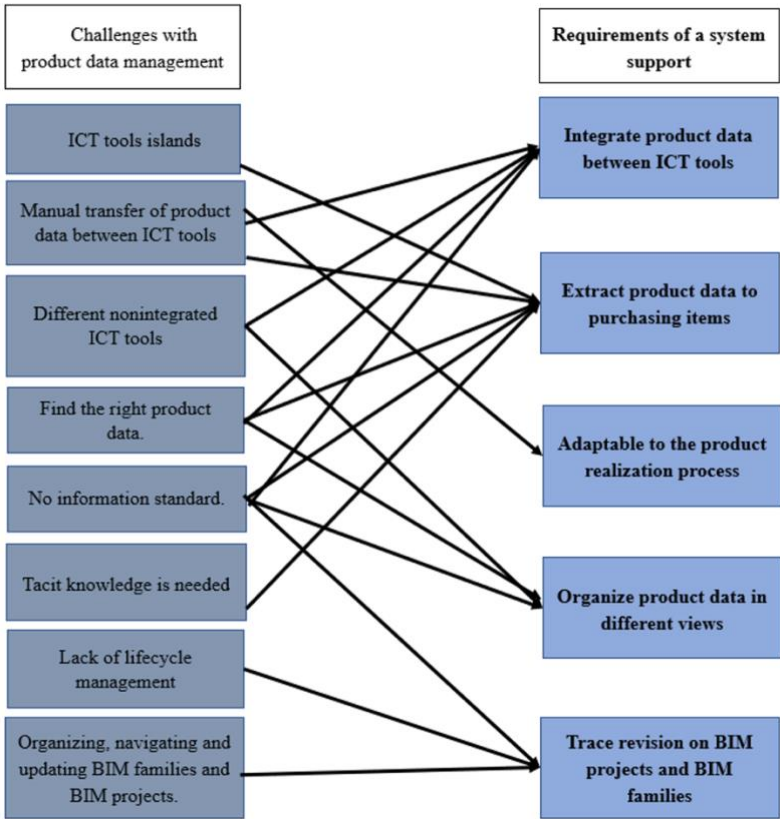 Challenges with
product data management
ICT tools islands
Manual transfer of product
data between ICT tools
Different nonintegrated
ICT tools
Find the right product
data.
No information standard.
Tacit knowledge is needed
Lack of lifecycle
management
Organizing, navigating and
updating BIM families and
BIM projects.
Requirements of a system
support
Integrate product data
between ICT tools
Extract product data to
purchasing items
Adaptable to the product
realization process
Organize product data in
different views
Trace revision on BIM
projects and BIM
families